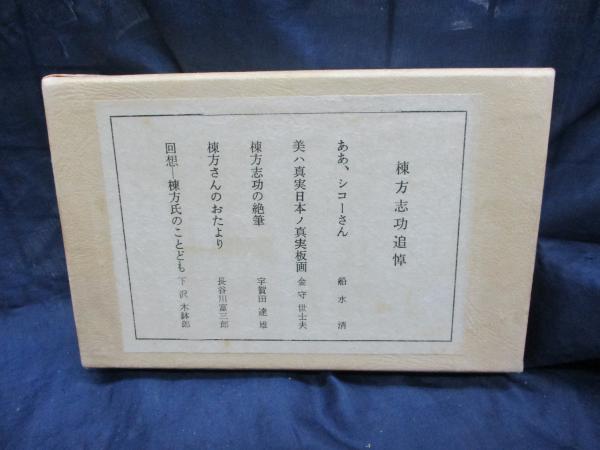 棟方志功追悼
ああ、シコーさん 船水清
美ハ真実日本ノ真実板画 金守世士夫
棟方志功の絶筆 宇賀田達雄
棟方さんのおたより 長谷川富三郎
回想―棟方氏のことども 下沢木鉢郎